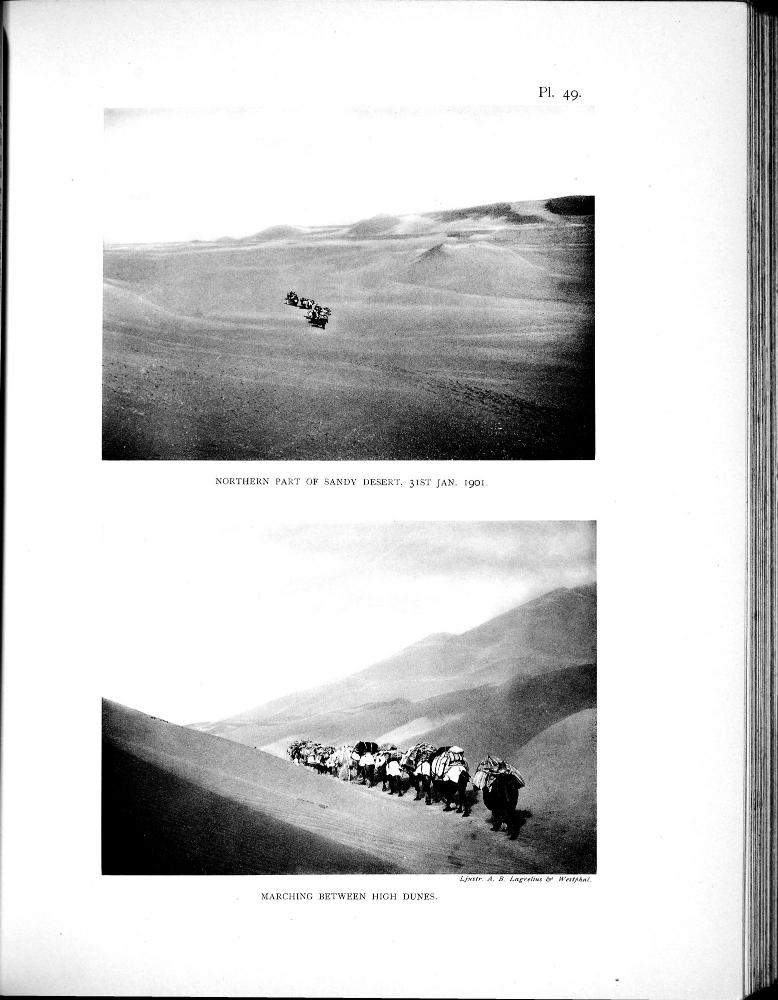 Pl. 49.
NORTHERN PART OF SANDY DESERT, 31ST JAN. 1901.
Ljustr. A. B. Lagrelius & Westphal.
MARCHING BETWEEN HIGH DUNES.